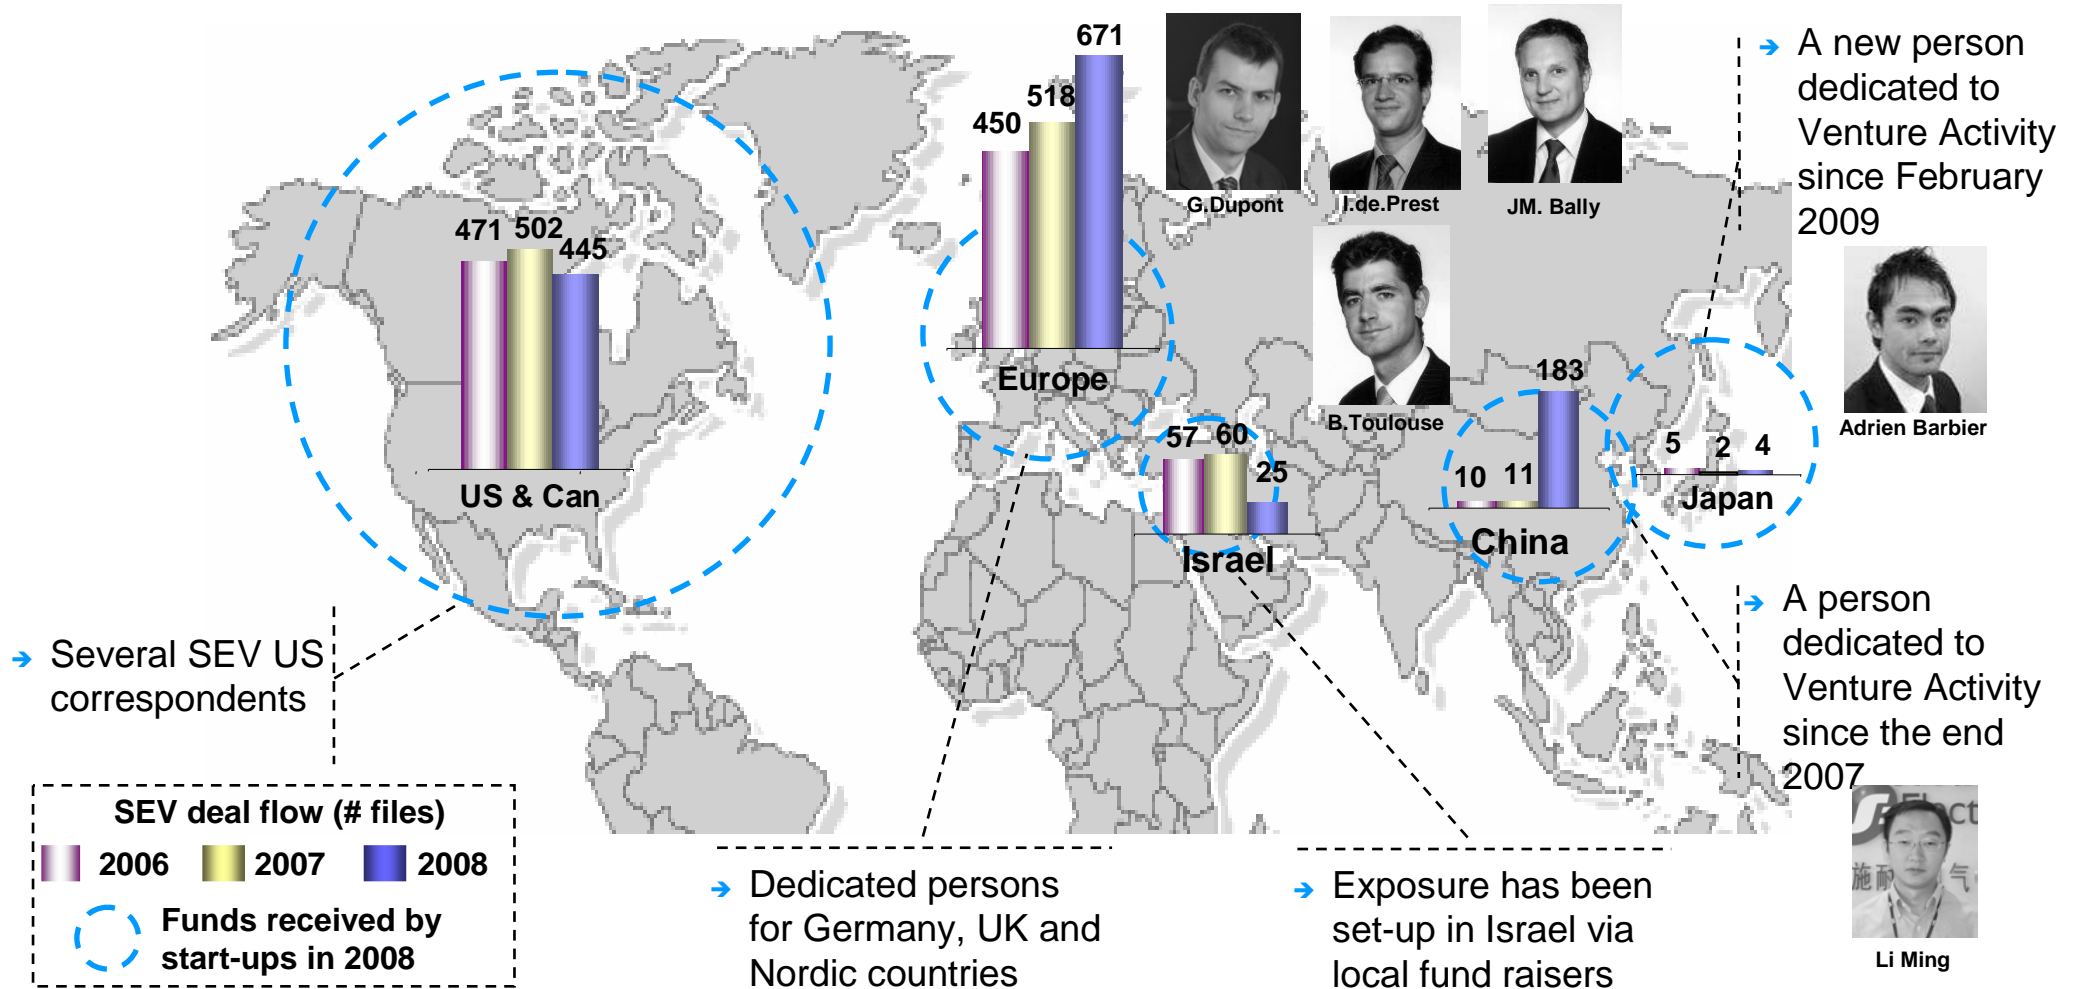 671
518
450
G.Dupont
I.de.Prest
JM. Bally
→ A new person
dedicated to
Venture Activity
since February
2009
471
502
445
US & Can
Europe
B.Toulouse
Adrien Barbier
57
60
25
Israel
10
11
183
China
5
2
4
Japan
→ Several SEV US
correspondents
→ A person
dedicated to
Venture Activity
since the end
2007
Elect
施耐
气
Li Ming
SEV deal flow (# files)
2006
2007
2008
Funds received by
start-ups in 2008
→ Dedicated persons
for Germany, UK and
Nordic countries
→ Exposure has been
set-up in Israel via
local fund raisers